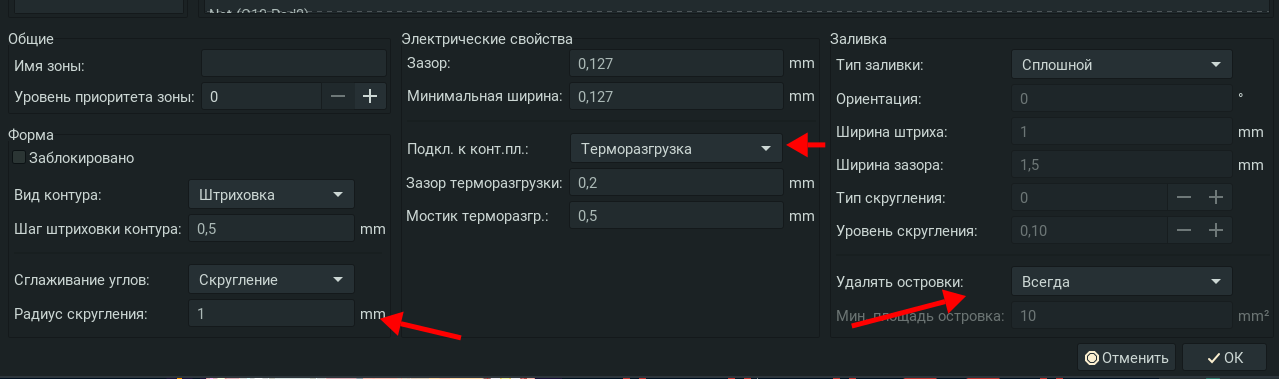 Общие
Имя зоны:
Уровень приоритета зоны: 0
Форма
Заблокировано
Вид контура: Штриховка
Шаг штриховки контура: 0,5 mm
Сглаживание углов: Скругление
Радиус скругления: 1 mm
Электрические свойства
Зазор: 0,127 mm
Минимальная ширина: 0,127 mm
Подкл. к конт.пл.: Терморазгрузка
Зазор терморазгрузки: 0,2 mm
Мостик терморазгр.: 0,5 mm
Заливка
Тип заливки: Сплошной
Ориентация: 0 °
Ширина штриха: 1 mm
Ширина зазора: 1,5 mm
Тип скругления: 0
Уровень скругления: 0,10
Удалять островки: Всегда
Мин. площадь островка: 10 mm²
Отменить
ОК